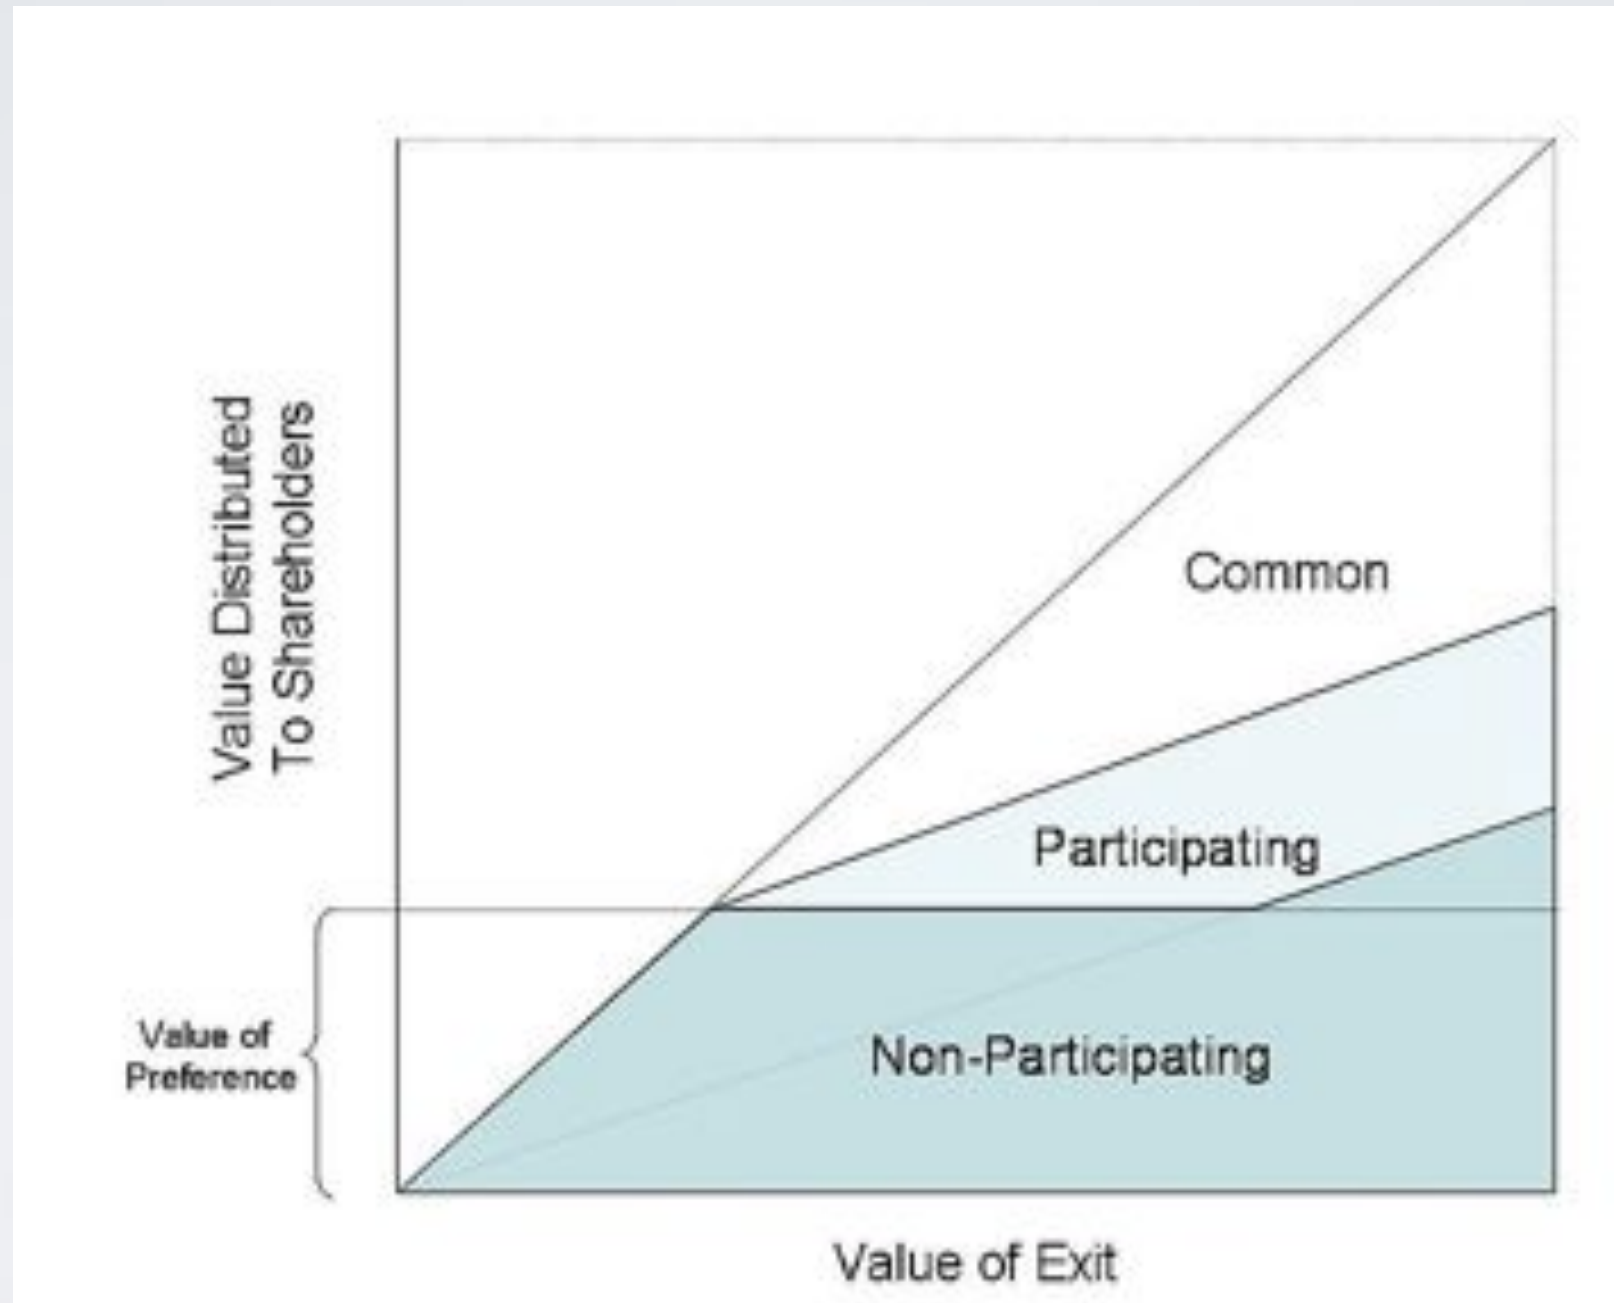 Value Distributed
To Shareholders
Common
Participating
Value of
Preference
Non-Participating
Value of Exit